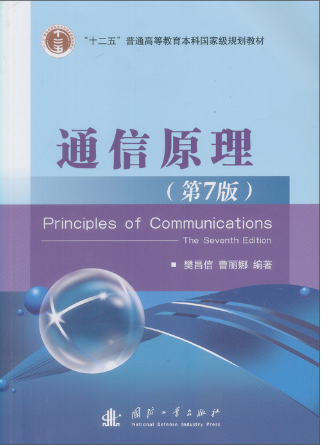 “十二五”普通高等教育本科国家级规划教材
通信原理
（第7版）
Principles of Communications
The Seventh Edition
樊昌信 曹丽娜 编著
国防工业出版社
National Defense Industry Press